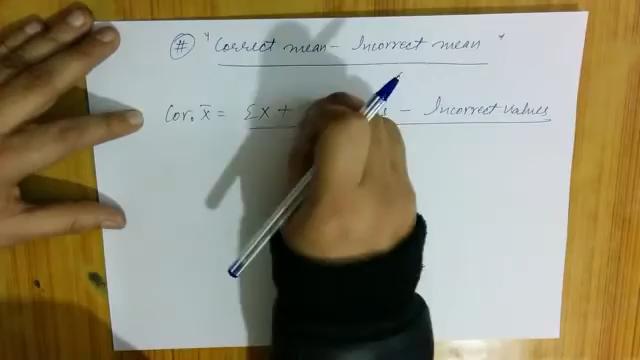 # " Correct mean - Incorrect mean "
Cor. x̄ = Σx + - Incorrect values